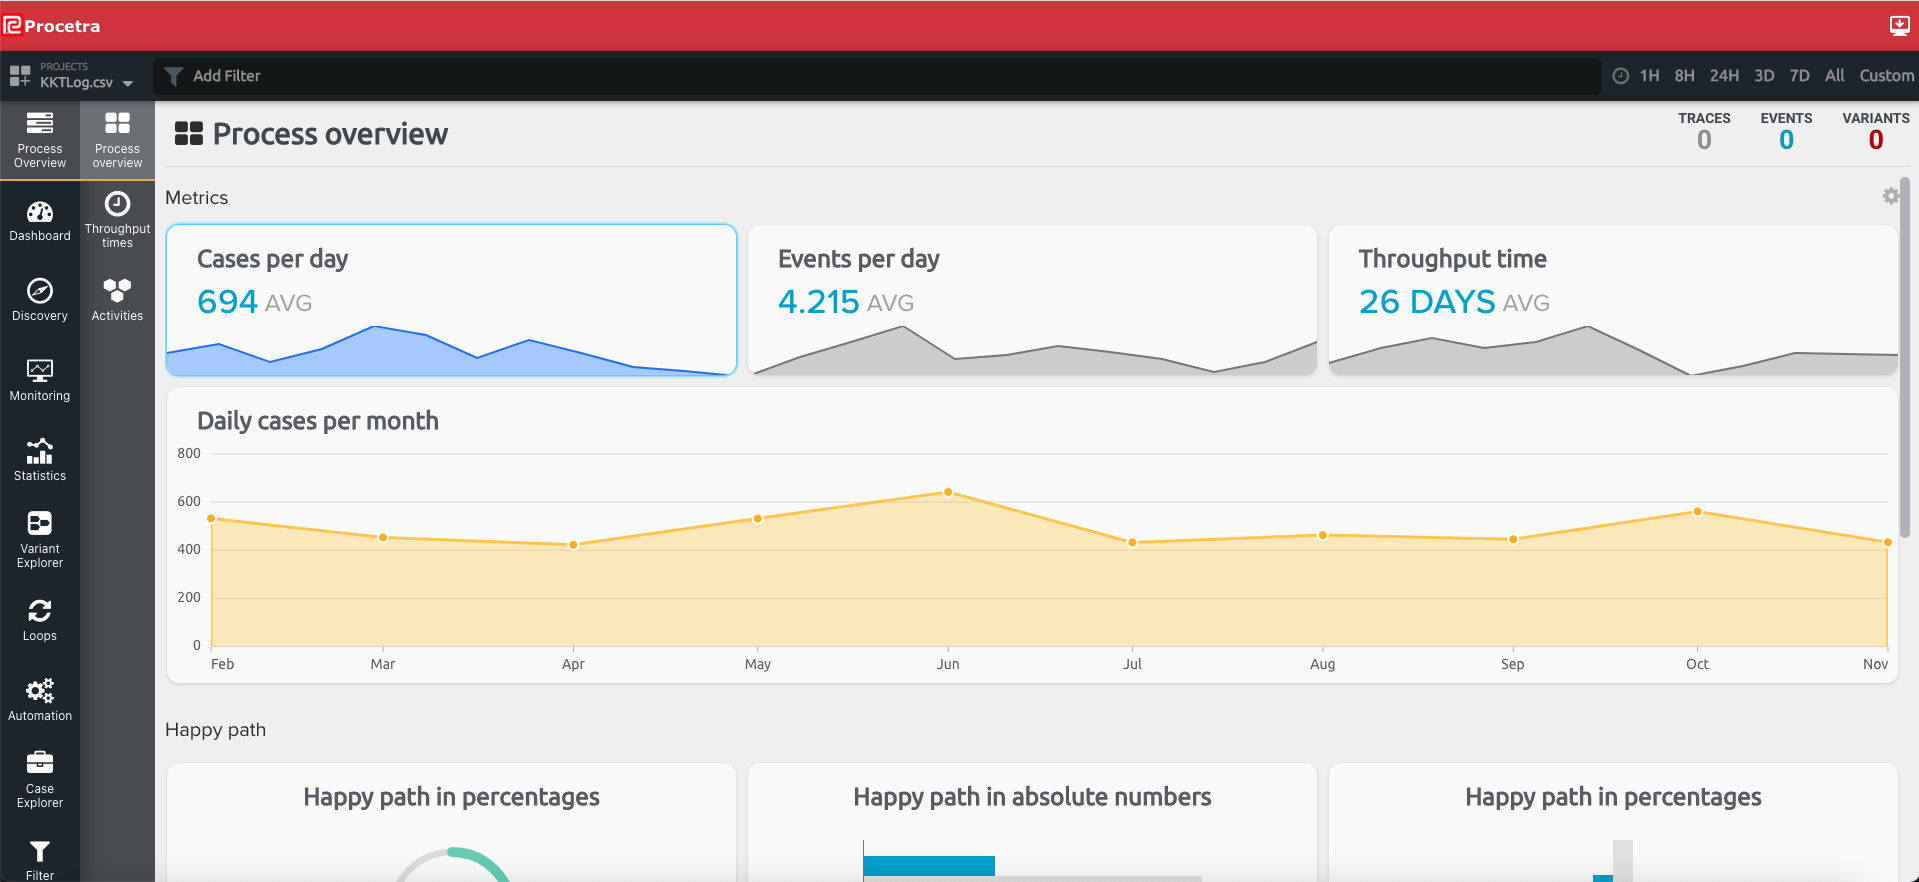 Procetra
PROJECTS
KKTLog.csv
Add Filter
1H 8H 24H 3D 7D All Custom
Process Overview
Process overview
Process overview
TRACES
0
EVENTS
0
VARIANTS
0
Dashboard
Discovery
Monitoring
Statistics
Variant Explorer
Loops
Automation
Case Explorer
Filter
Throughput times
Activities
Metrics
Cases per day
694 AVG
Events per day
4.215 AVG
Throughput time
26 DAYS AVG
Daily cases per month
800
600
400
200
0
Feb Mar Apr May Jun Jul Aug Sep Oct Nov
Happy path
Happy path in percentages
Happy path in absolute numbers
Happy path in percentages